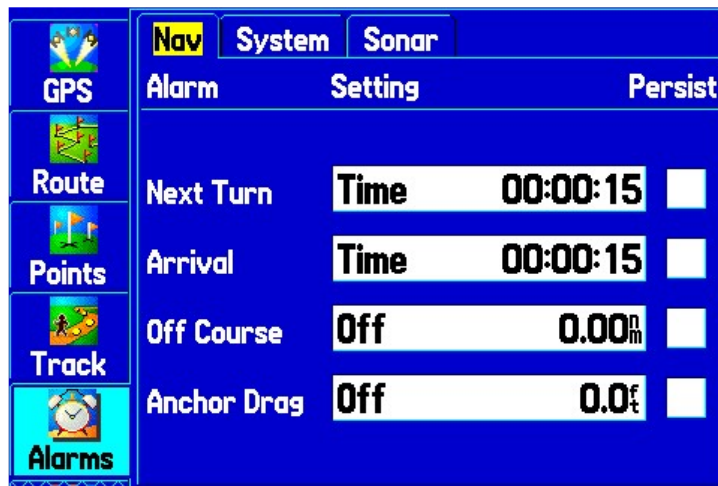 Nav System Sonar
GPS
Alarm Setting Persist
Route
Next Turn Time 00:00:15
Points
Arrival Time 00:00:15
Track
Off Course Off 0.00nm
Anchor Drag Off 0.0ft
Alarms